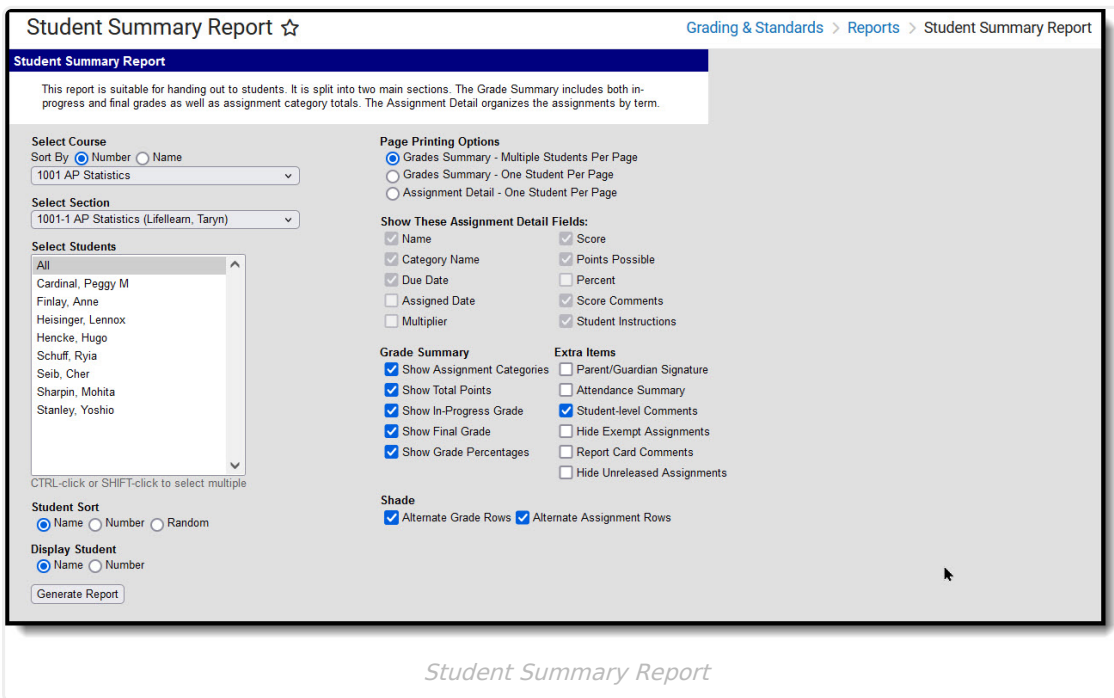 Student Summary Report
Grading & Standards > Reports > Student Summary Report
Student Summary Report
This report is suitable for handing out to students. It is split into two main sections. The Grade Summary includes both in-
progress and final grades as well as assignment category totals. The Assignment Detail organizes the assignments by term.
Select Course
Sort By Number Name
1001 AP Statistics
Select Section
1001-1 AP Statistics (Lifellearn, Taryn)
Select Students
All
Cardinal, Peggy M
Finlay, Anne
Heisinger, Lennox
Hencke, Hugo
Schuff, Ryia
Seib, Cher
Sharpin, Mohita
Stanley, Yoshio
CTRL-click or SHIFT-click to select multiple
Student Sort
Name Number Random
Display Student
Name Number
Generate Report
Page Printing Options
Grades Summary - Multiple Students Per Page
Grades Summary - One Student Per Page
Assignment Detail - One Student Per Page
Show These Assignment Detail Fields:
Name Score
Category Name Points Possible
Due Date Percent
Assigned Date Score Comments
Multiplier Student Instructions
Grade Summary Extra Items
Show Assignment Categories Parent/Guardian Signature
Show Total Points Attendance Summary
Show In-Progress Grade Student-level Comments
Show Final Grade Hide Exempt Assignments
Show Grade Percentages Report Card Comments
Hide Unreleased Assignments
Shade
Alternate Grade Rows Alternate Assignment Rows
Student Summary Report